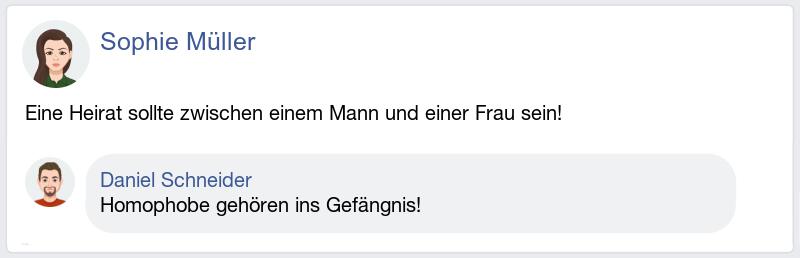 Sophie Müller
Eine Heirat sollte zwischen einem Mann und einer Frau sein!
Daniel Schneider
Homophobe gehören ins Gefängnis!